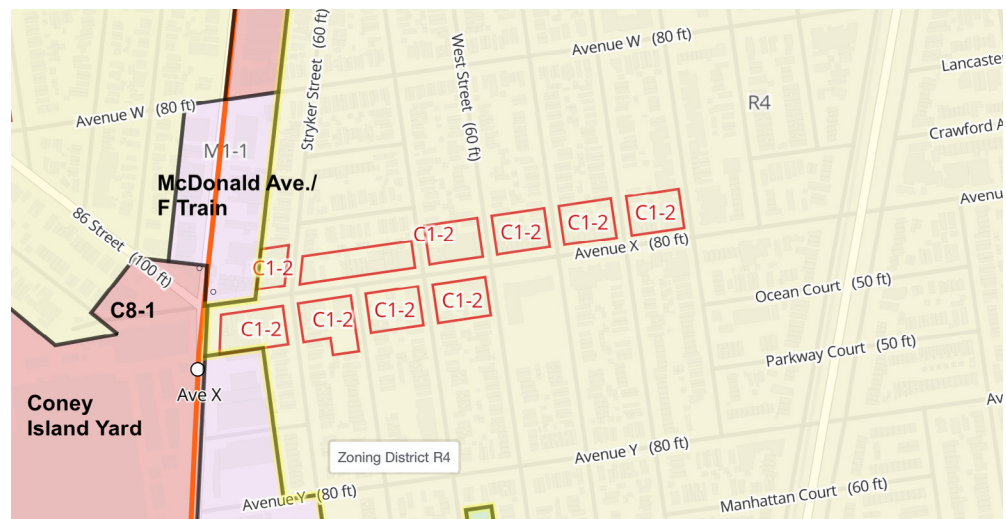 Avenue W (80 ft)
Lancaster
Stryker Street (60 ft)
West Street (60 ft)
R4
Avenue W (80 ft)
Crawford A
M1-1
McDonald Ave./
F Train
86 Street (100 ft)
C1-2
C1-2
C1-2
C1-2
C1-2
Avenue X (80 ft)
Avenu
Ocean Court (50 ft)
C8-1
C1-2
C1-2
C1-2
C1-2
Parkway Court (50 ft)
Ave X
Coney
Island Yard
Av
Zoning District R4
Avenue Y (80 ft)
Avenue Y (80 ft)
Manhattan Court (60 ft)